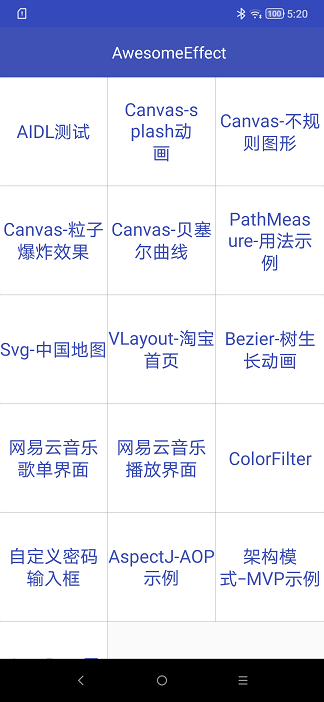 100 5:20
AwesomeEffect
AIDL测试
Canvas-s
plash动
画
Canvas-不规
则图形
Canvas-粒子
爆炸效果
Canvas-贝塞
尔曲线
PathMeas
ure-用法示
例
Svg-中国地图
VLayout-淘宝
首页
Bezier-树生
长动画
网易云音乐
歌单界面
网易云音乐
播放界面
ColorFilter
自定义密码
输入框
AspectJ-AOP
示例
架构模
式-MVP示例